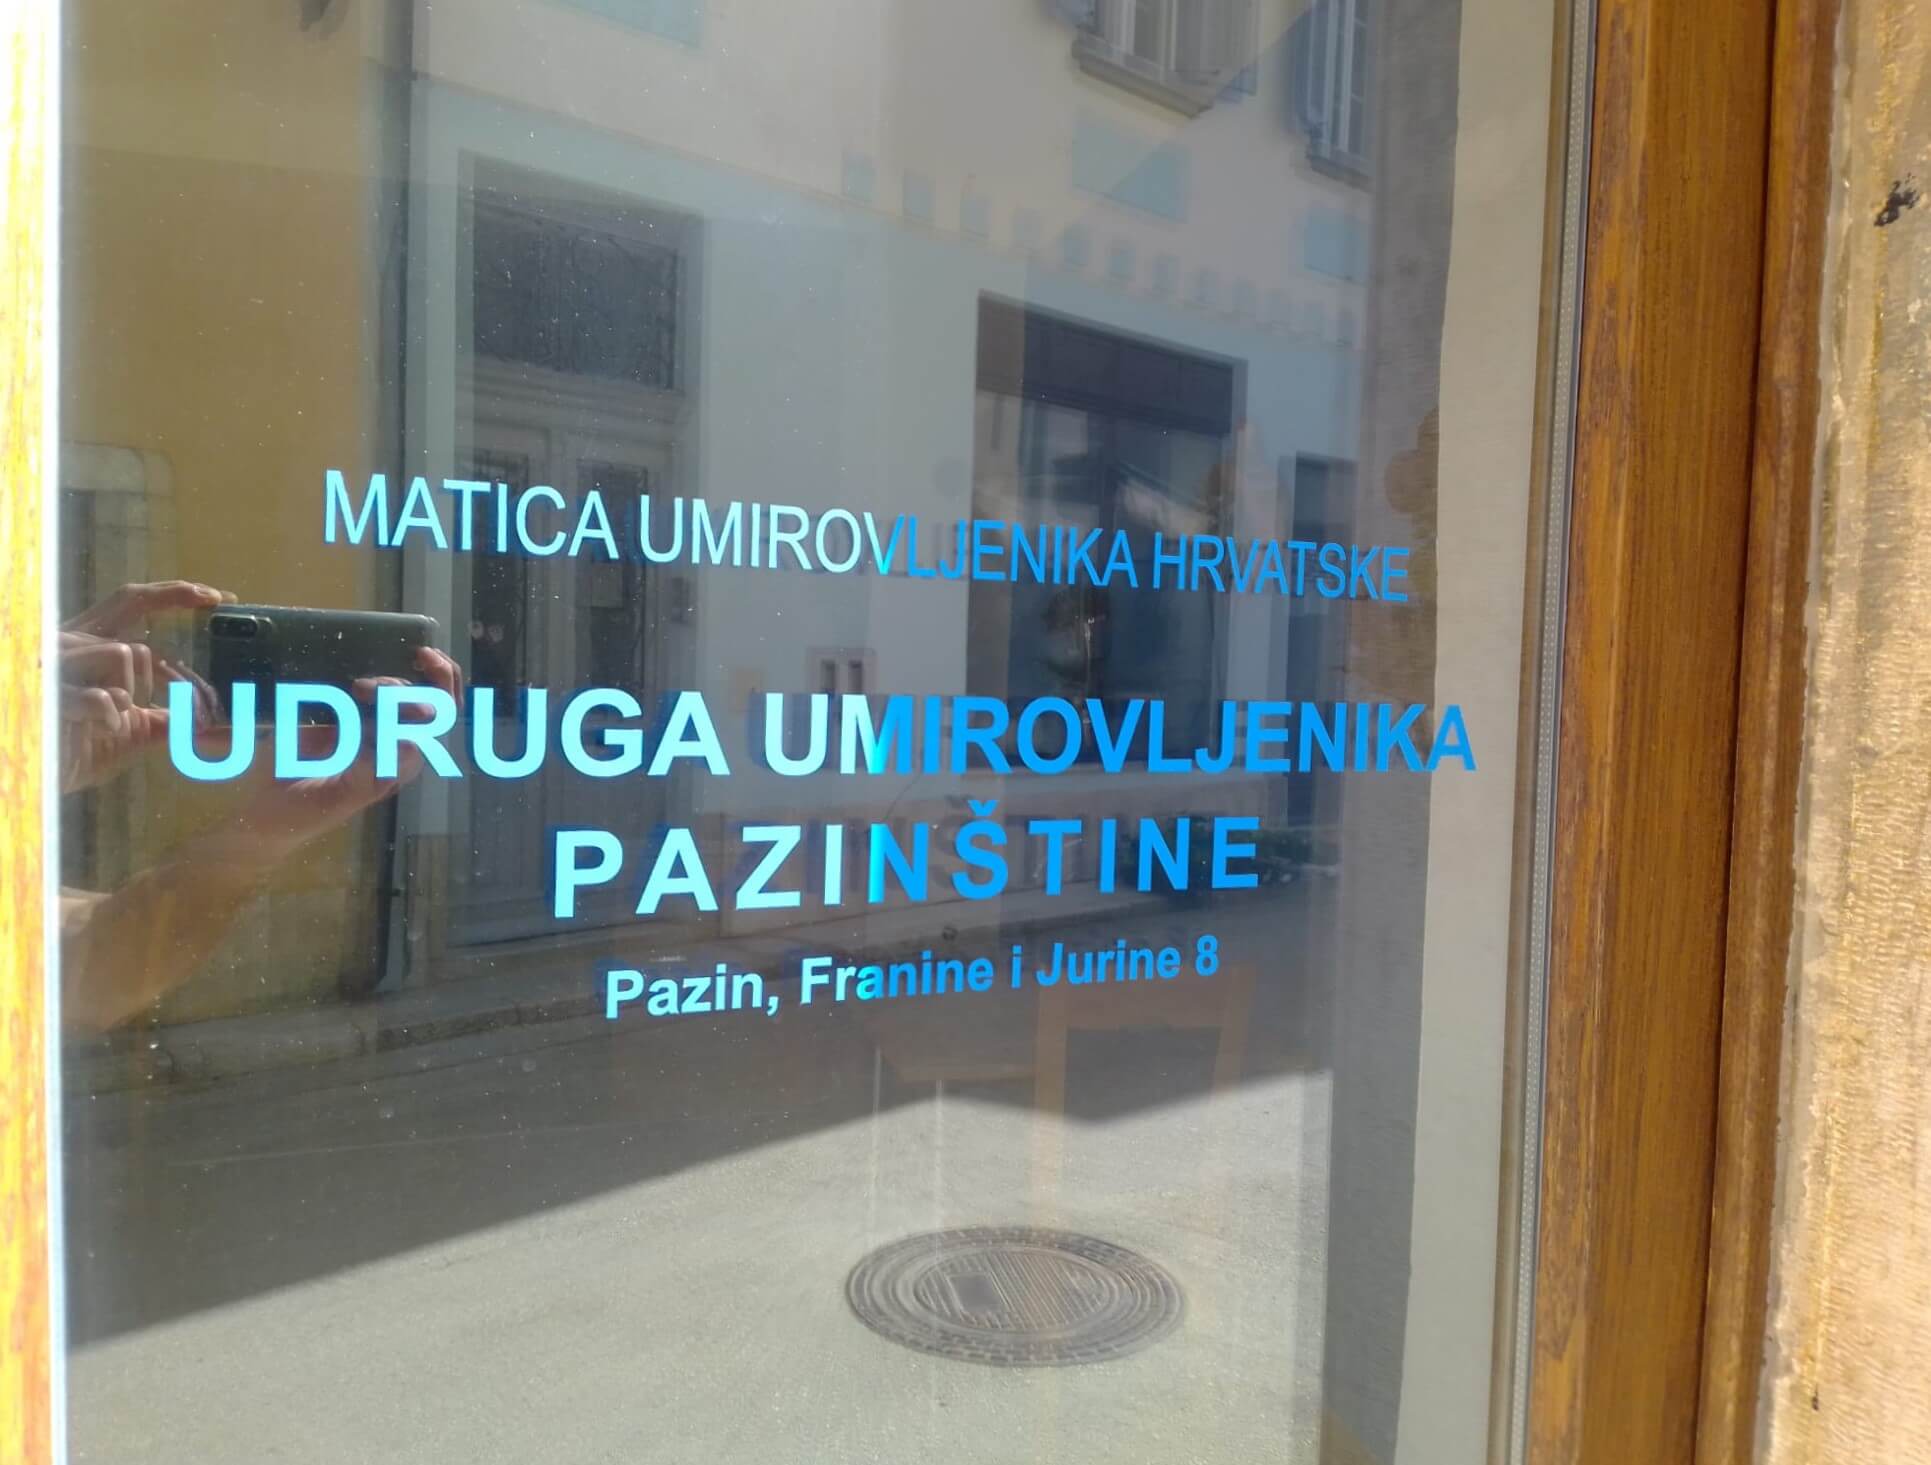 MATICA UMIROVLJENIKA HRVATSKE
UDRUGA UMIROVLJENIKA
PAZINŠTINE
Pazin, Franine i Jurine 8